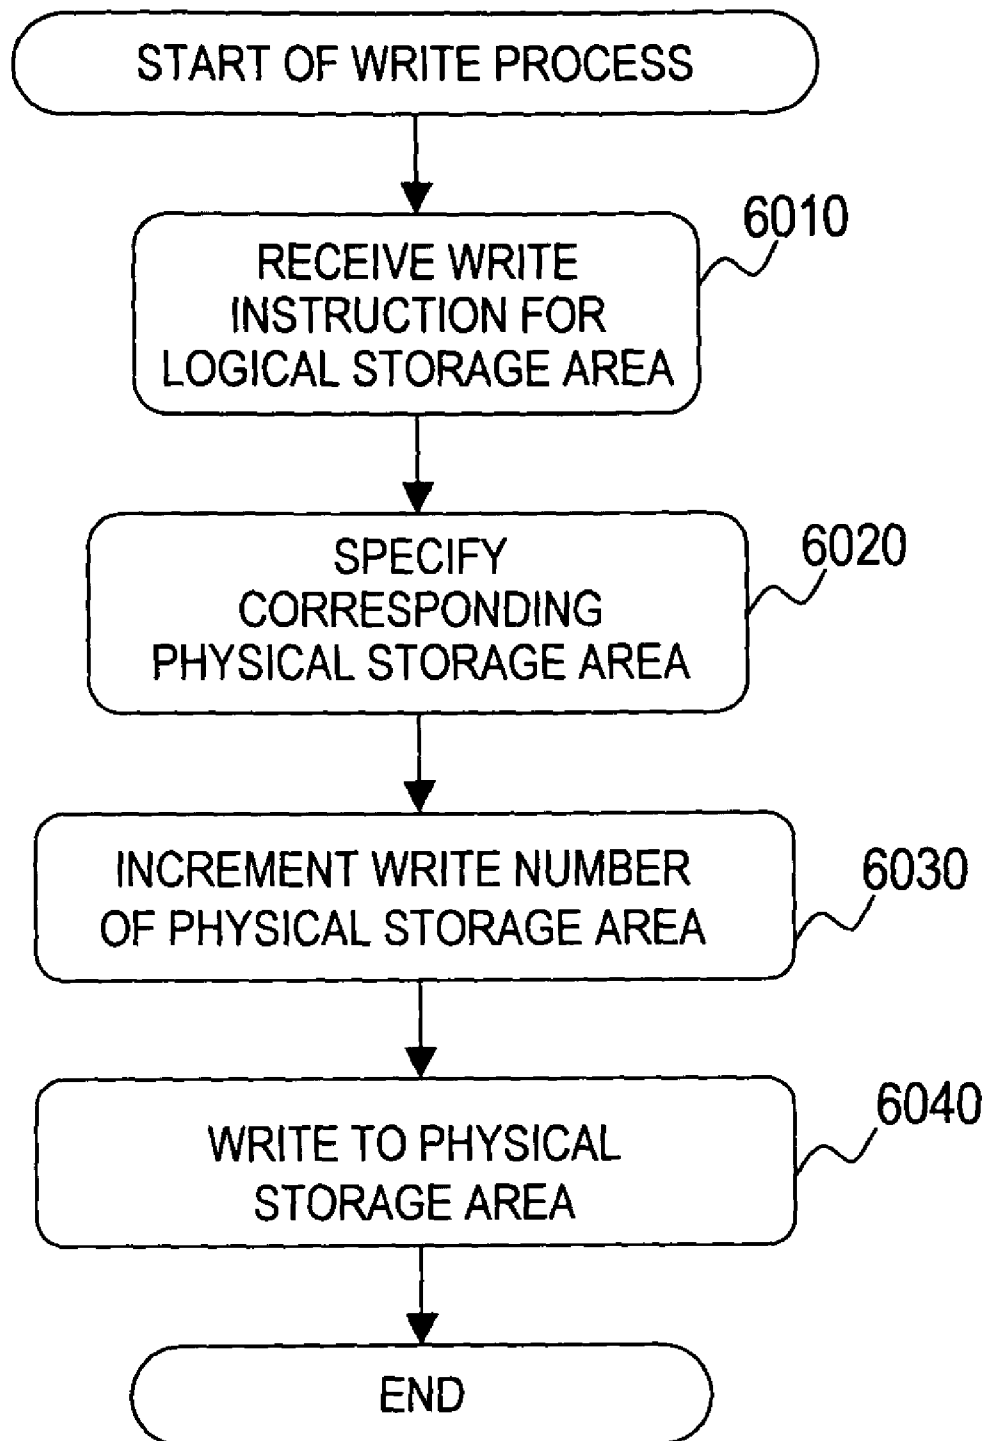 START OF WRITE PROCESS
6010
RECEIVE WRITE
INSTRUCTION FOR
LOGICAL STORAGE AREA
6020
SPECIFY
CORRESPONDING
PHYSICAL STORAGE AREA
6030
INCREMENT WRITE NUMBER
OF PHYSICAL STORAGE AREA
6040
WRITE TO PHYSICAL
STORAGE AREA
END